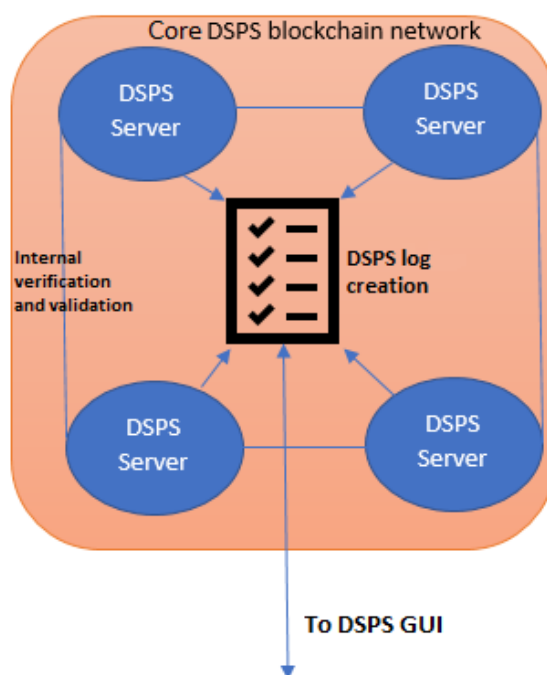 Core DSPS blockchain network
DSPS
Server
DSPS
Server
Internal
verification
and validation
DSPS log
creation
DSPS
Server
DSPS
Server
To DSPS GUI